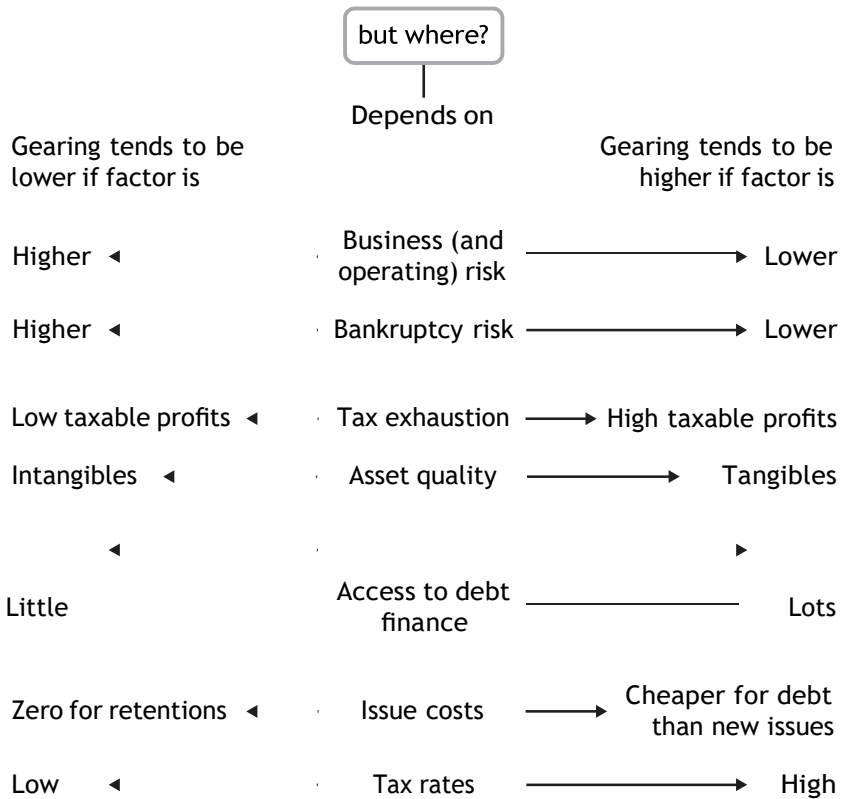 but where?
Depends on
Gearing tends to be
lower if factor is
Gearing tends to be
higher if factor is
Higher
Business (and
operating) risk
Lower
Higher
Bankruptcy risk
Lower
Low taxable profits
Tax exhaustion
High taxable profits
Intangibles
Asset quality
Tangibles
Little
Access to debt
finance
Lots
Zero for retentions
Issue costs
Cheaper for debt
than new issues
Low
Tax rates
High